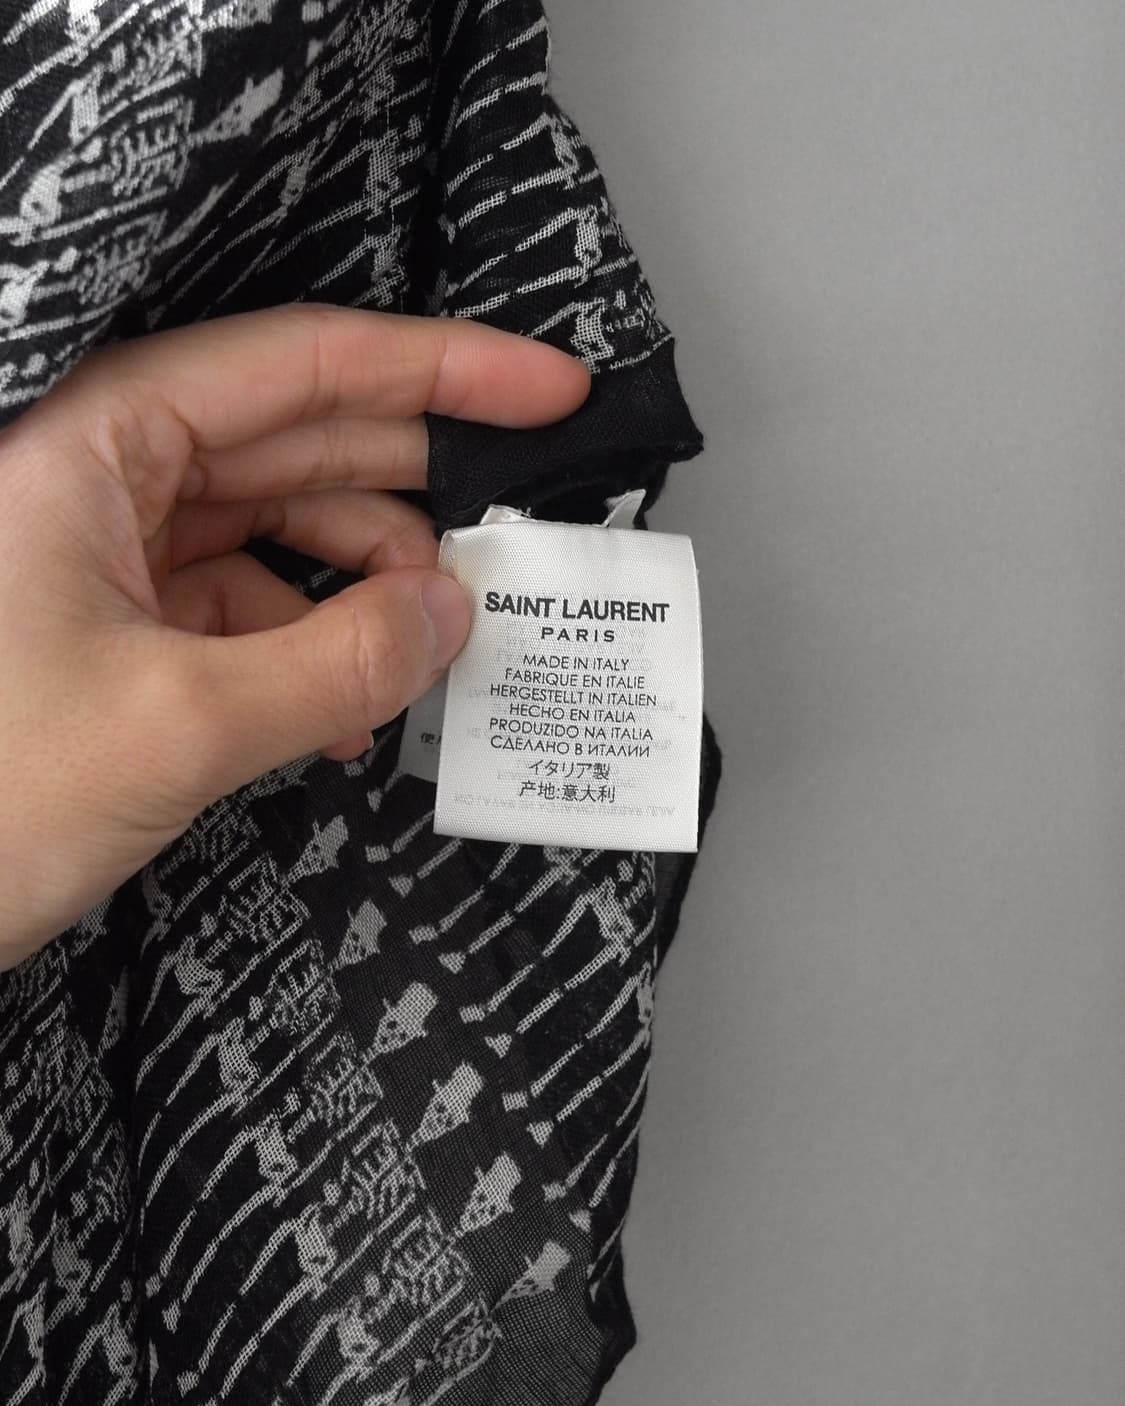 SAINT LAURENT
PARIS
MADE IN ITALY
FABRIQUE EN ITALIE
HERGESTELLT IN ITALIEN
HECHO EN ITALIA
PRODUZIDO NA ITALIA
СДЕЛАНО В ИТАЛИИ
イタリア製
产地:意大利